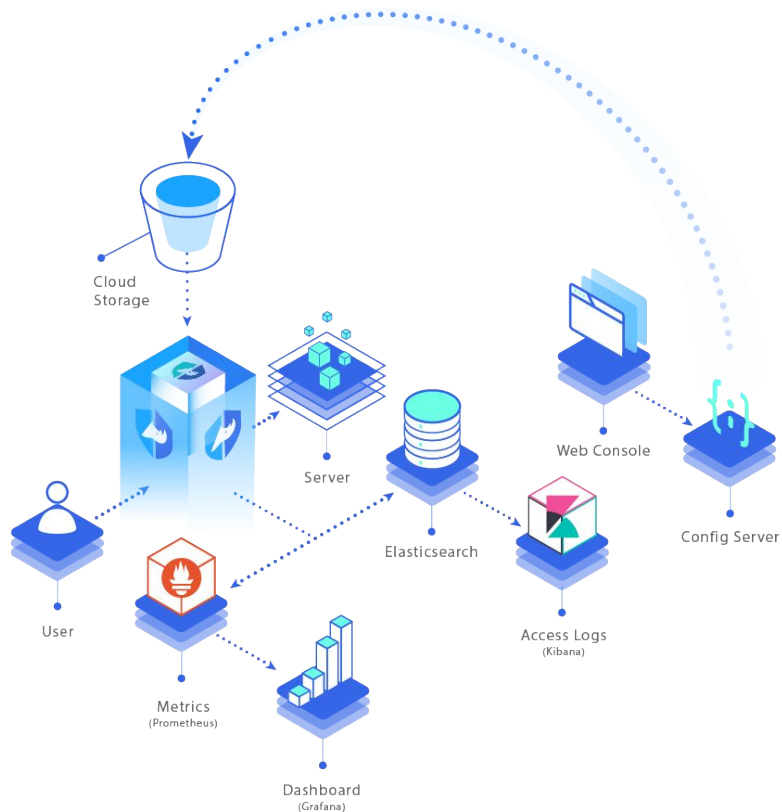 Cloud
Storage
Server
Web Console
Elasticsearch
Config Server
User
Access Logs
(Kibana)
Metrics
(Prometheus)
Dashboard
(Grafana)